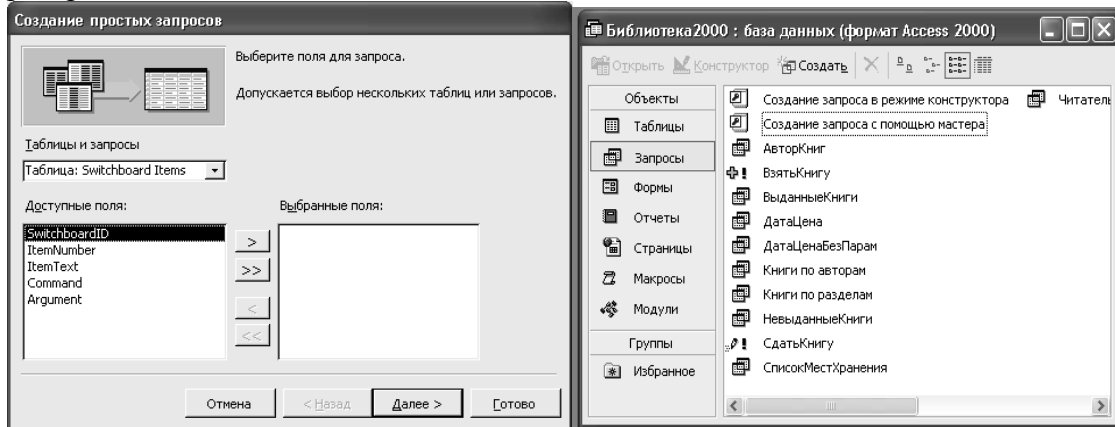 Создание простых запросов
Выберите поля для запроса.
Допускается выбор нескольких таблиц или запросов.
Таблицы и запросы
Таблица: Switchboard Items
Доступные поля:
Выбранные поля:
SwitchboardID
ItemNumber
ItemText
Command
Argument
>
>>
<
<<
Отмена
< Назад
Далее >
Готово
Библиотека2000 : база данных (формат Access 2000)
Открыть
Конструктор
Создать
Объекты
Таблицы
Запросы
Формы
Отчеты
Страницы
Макросы
Модули
Группы
Избранное
Создание запроса в режиме конструктора
Создание запроса с помощью мастера
АвторКниг
ВзятьКнигу
ВыданныеКниги
ДатаЦена
ДатаЦенаБезПарам
Книги по авторам
Книги по разделам
НевыданныеКниги
СдатьКнигу
СписокМестХранения
Читатель